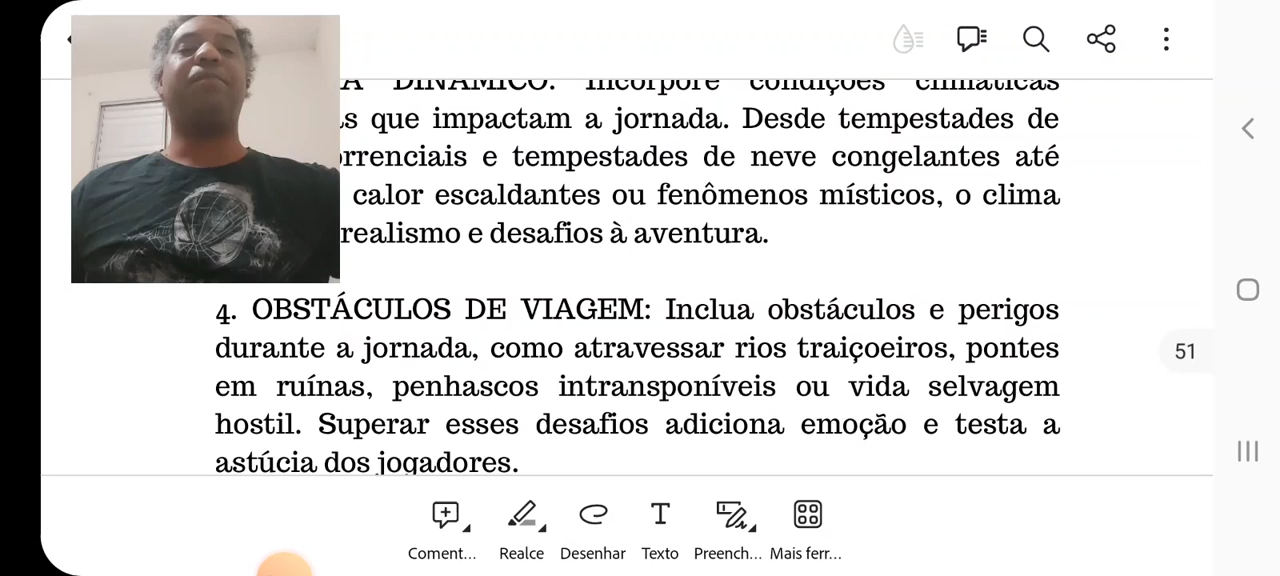 DINÂMICO: Incorpore condições climáticas
que impactam a jornada. Desde tempestades de
e tempestades de neve congelantes até
calor escaldantes ou fenômenos místicos, o clima
realismo e desafios à aventura.
4. OBSTÁCULOS DE VIAGEM: Inclua obstáculos e perigos
durante a jornada, como atravessar rios traiçoeiros, pontes
em ruínas, penhascos intransponíveis ou vida selvagem
hostil. Superar esses desafios adiciona emoção e testa a
astúcia dos jogadores.
51
Coment... Realce Desenhar Texto Preench... Mais ferr...